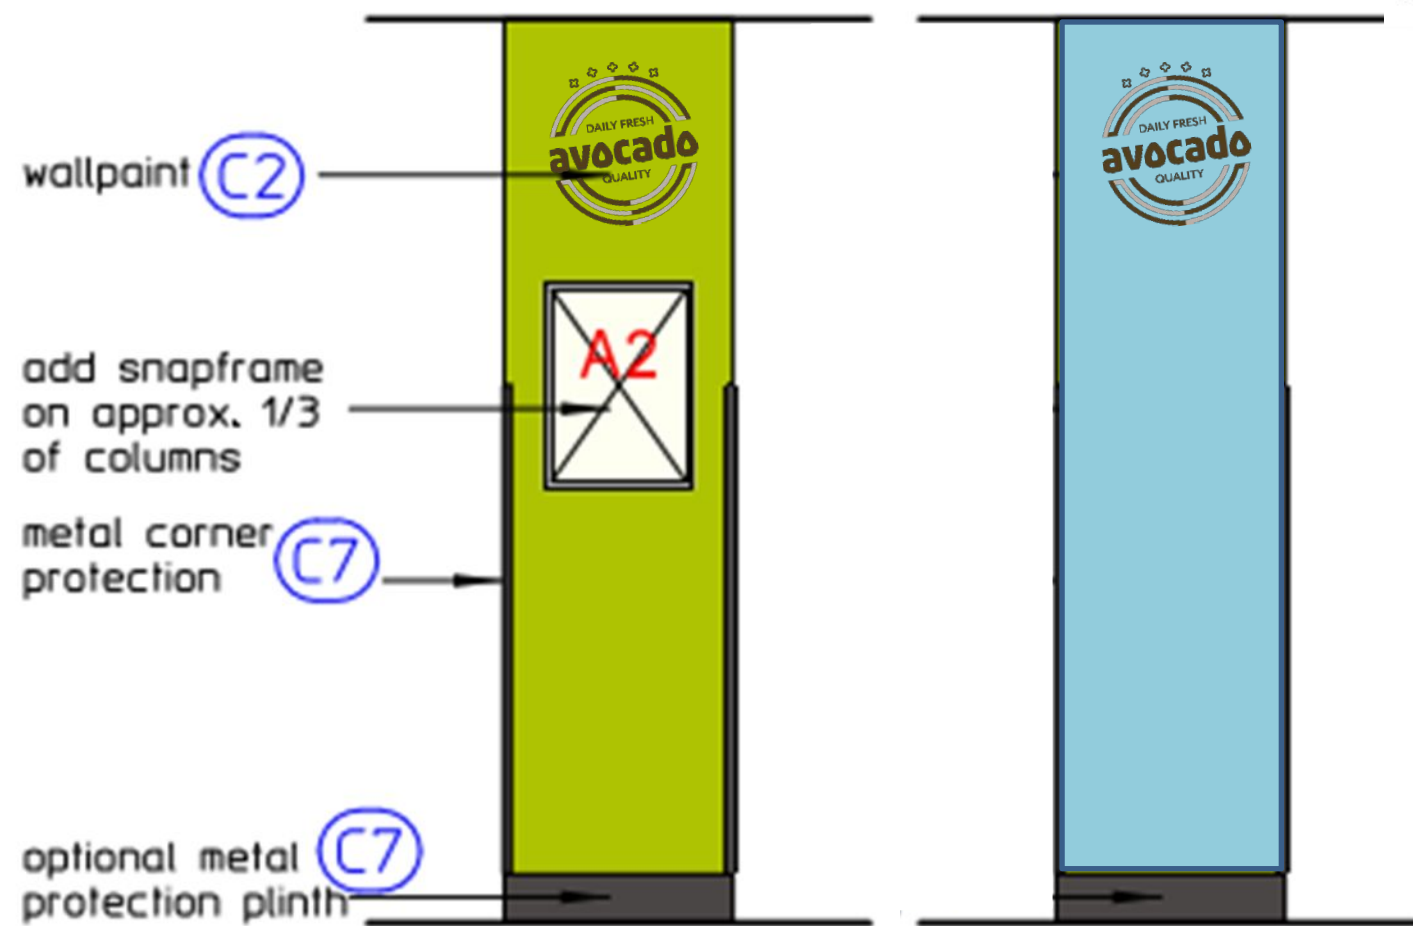 wallpaint C2
DAILY FRESH
avocado
QUALITY
DAILY FRESH
avocado
QUALITY
A2
add snapframe
on approx. 1/3
of columns
metal corner
protection
C7
optional metal
protection plinth
C7